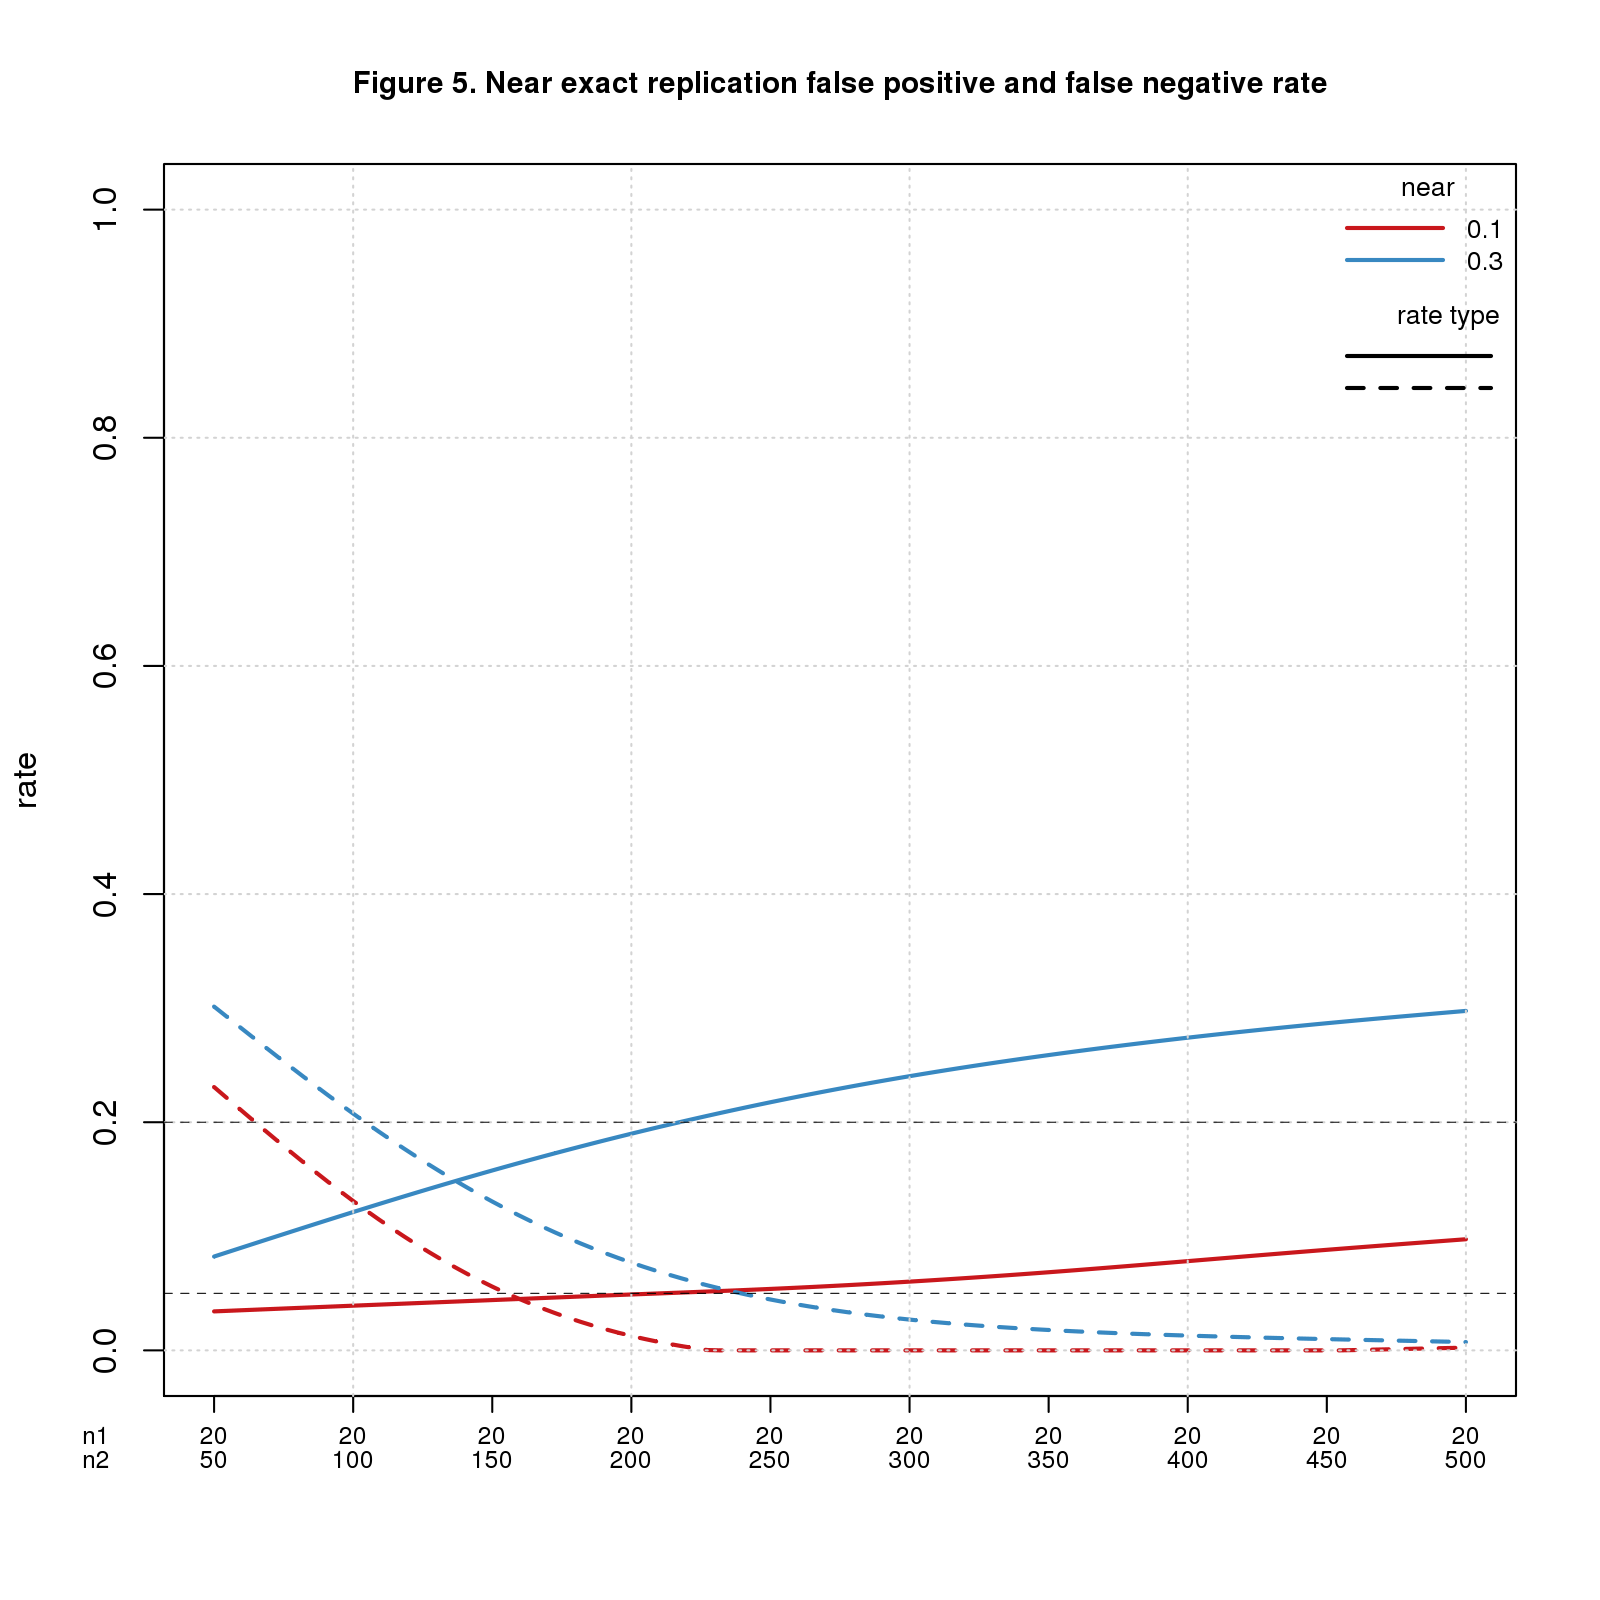 Figure 5. Near exact replication false positive and false negative rate
near
0.1
0.3
rate type
rate
1.0
0.8
0.6
0.4
0.2
0.0
n1 20 20 20 20 20 20 20 20 20 20
n2 50 100 150 200 250 300 350 400 450 500